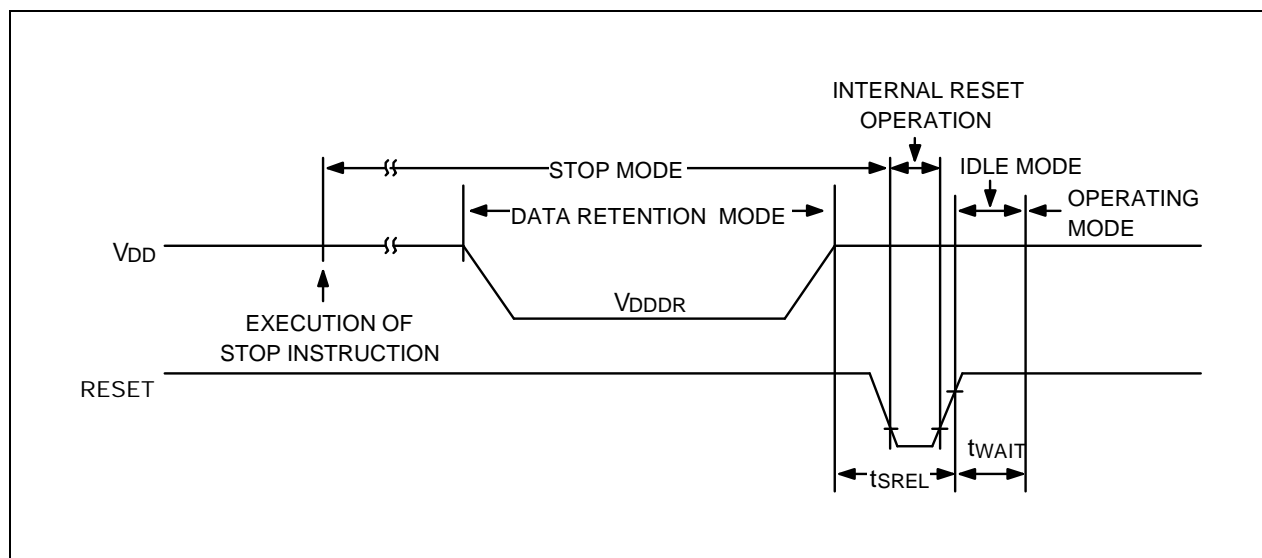 INTERNAL RESET
OPERATION
STOP MODE
IDLE MODE
DATA RETENTION MODE
OPERATING
MODE
VDD
VDDDR
EXECUTION OF
STOP INSTRUCTION
RESET
tWAIT
tSREL